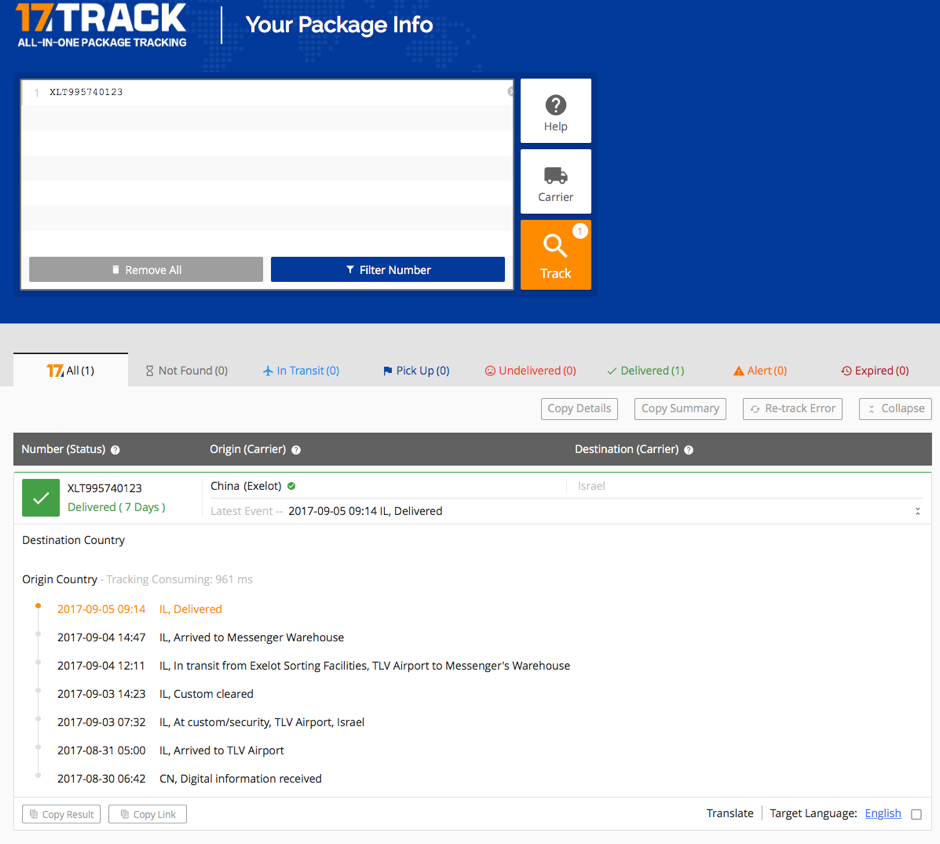 17TRACK
ALL-IN-ONE PACKAGE TRACKING
Your Package Info
1 XLT995740123
Help
Carrier
1
Track
Remove All
Filter Number
17 All (1)
Not Found (0)
In Transit (0)
Pick Up (0)
Undelivered (0)
Delivered (1)
Alert (0)
Expired (0)
Copy Details
Copy Summary
Re-track Error
Collapse
Number (Status)
Origin (Carrier)
Destination (Carrier)
XLT995740123
Delivered ( 7 Days )
China (Exelot)
Israel
Latest Event -- 2017-09-05 09:14 IL, Delivered
Destination Country
Origin Country - Tracking Consuming: 961 ms
2017-09-05 09:14 IL, Delivered
2017-09-04 14:47 IL, Arrived to Messenger Warehouse
2017-09-04 12:11 IL, In transit from Exelot Sorting Facilities, TLV Airport to Messenger's Warehouse
2017-09-03 14:23 IL, Custom cleared
2017-09-03 07:32 IL, At custom/security, TLV Airport, Israel
2017-08-31 05:00 IL, Arrived to TLV Airport
2017-08-30 06:42 CN, Digital information received
Copy Result
Copy Link
Translate
Target Language: English